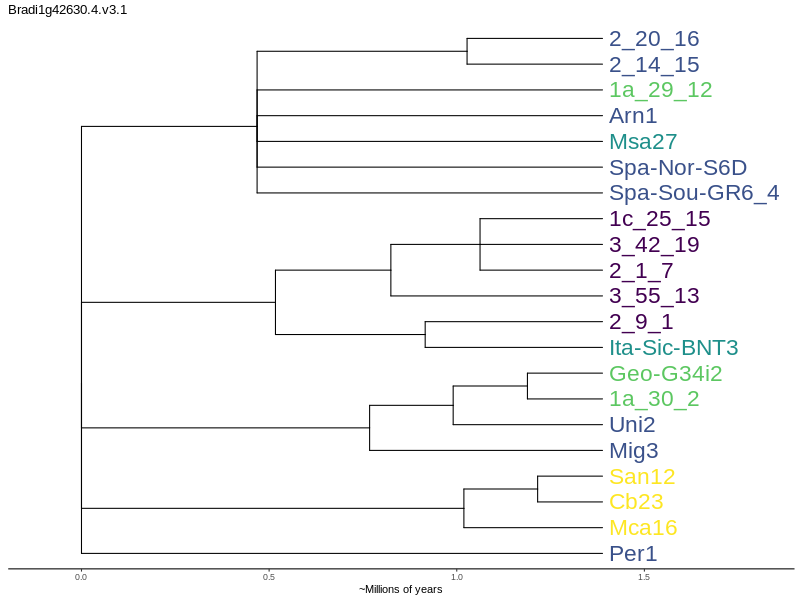 Bradi1g42630.4.v3.1
2_20_16
2_14_15
1a_29_12
Arn1
Msa27
Spa-Nor-S6D
Spa-Sou-GR6_4
1c_25_15
3_42_19
2_1_7
3_55_13
2_9_1
Ita-Sic-BNT3
Geo-G34i2
1a_30_2
Uni2
Mig3
San12
Cb23
Mca16
Per1
0.0 0.5 1.0 1.5
~Millions of years